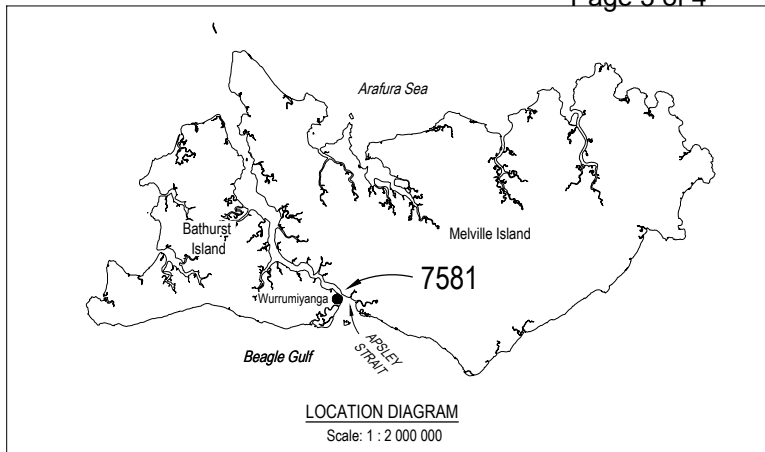 Page 3 of 4
Arafura Sea
Melville Island
Bathurst
Island
7581
Wurrumiyanga
APSLEY
STRAIT
Beagle Gulf
LOCATION DIAGRAM
Scale: 1 : 2 000 000